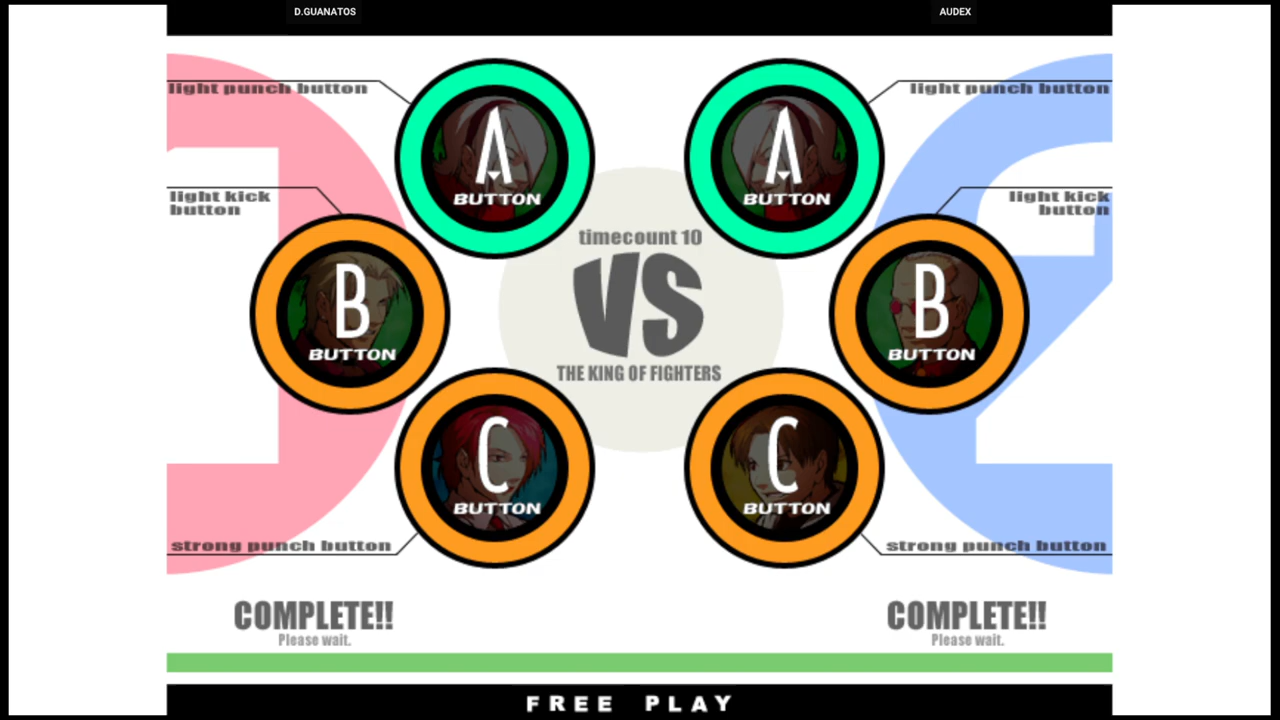 D.GUANATOS
AUDEX
light punch button
light punch button
A
BUTTON
A
BUTTON
light kick
button
light kick
button
timecount 10
VS
THE KING OF FIGHTERS
B
BUTTON
B
BUTTON
C
BUTTON
C
BUTTON
strong punch button
strong punch button
COMPLETE!!
Please wait.
COMPLETE!!
Please wait.
FREE PLAY
1
2